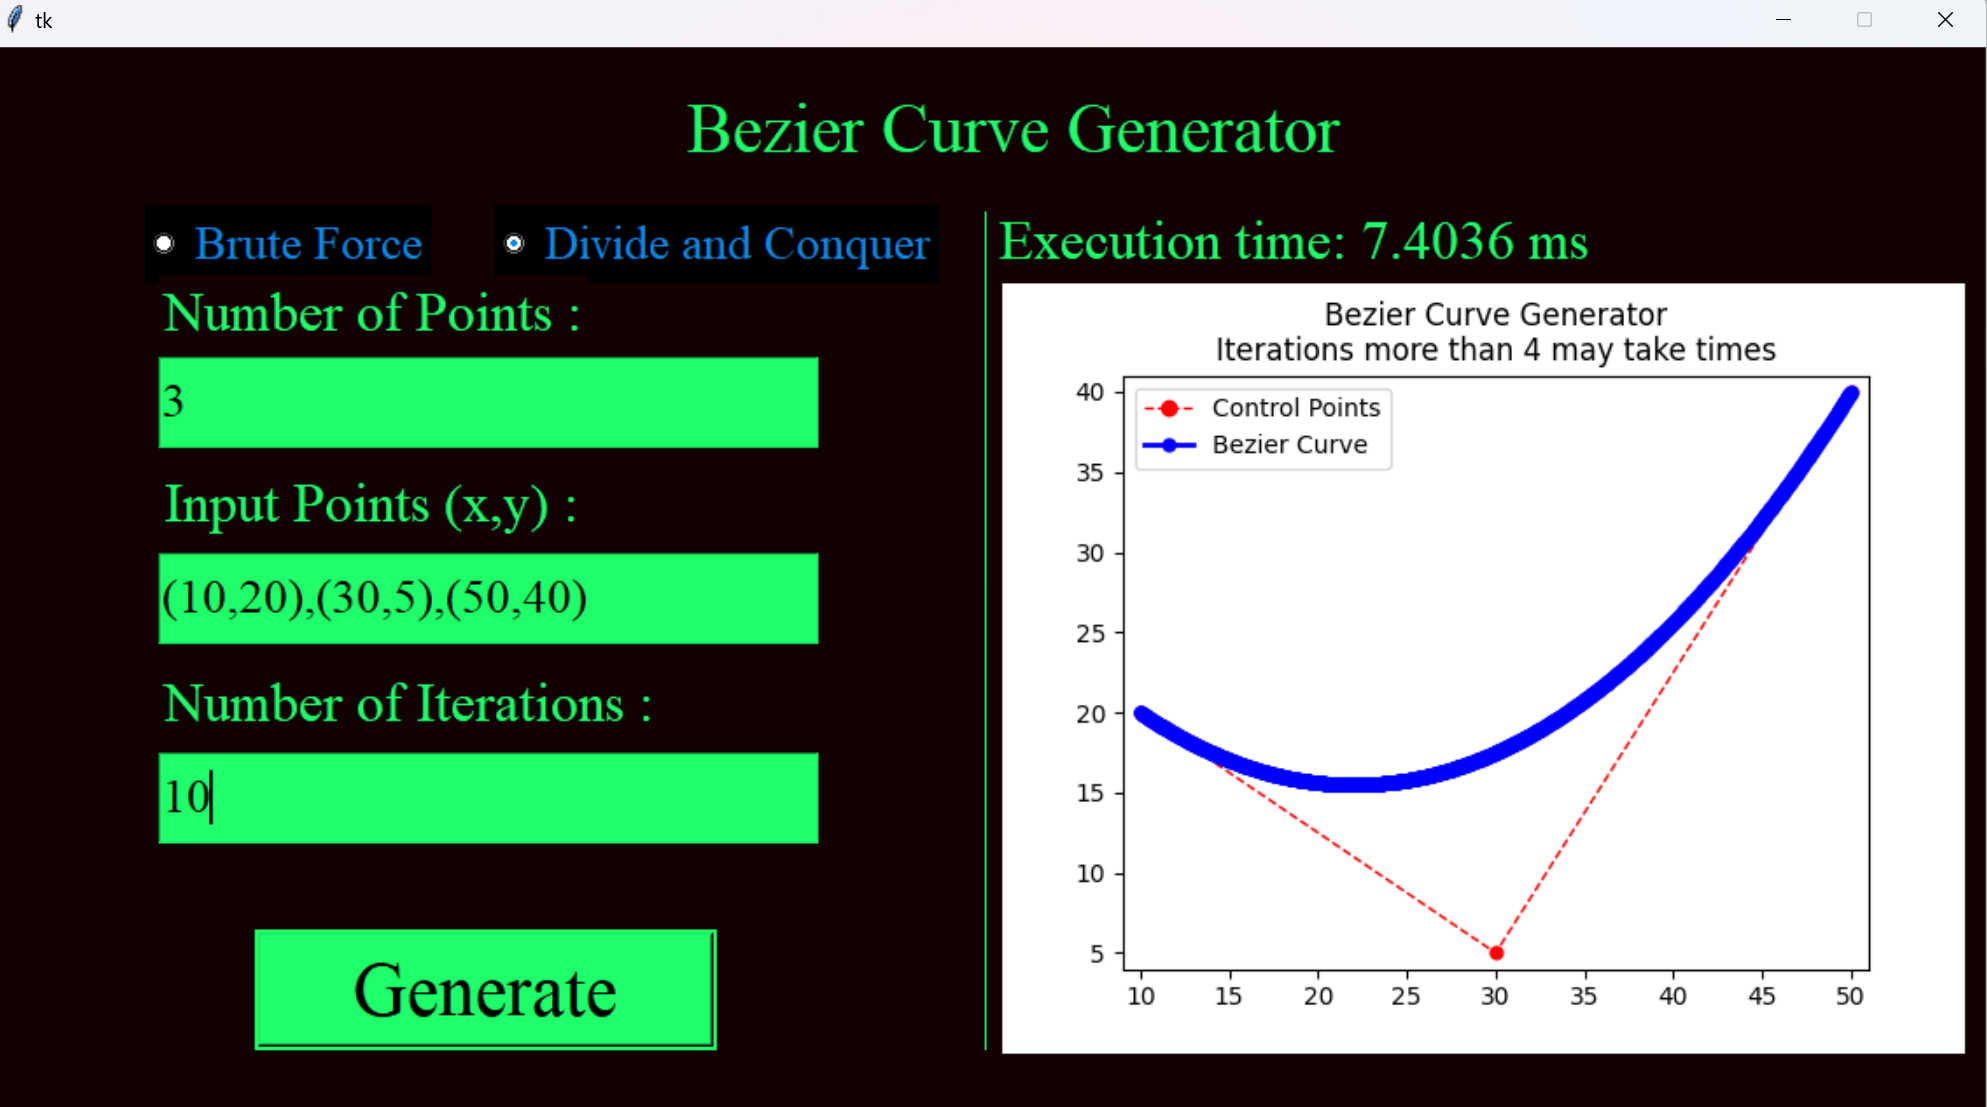 tk
Bezier Curve Generator
Brute Force
Divide and Conquer
Number of Points :
3
Input Points (x,y) :
(10,20),(30,5),(50,40)
Number of Iterations :
10
Generate
Execution time: 7.4036 ms
Bezier Curve Generator
Iterations more than 4 may take times
Control Points
Bezier Curve
40
35
30
25
20
15
10
5
10 15 20 25 30 35 40 45 50